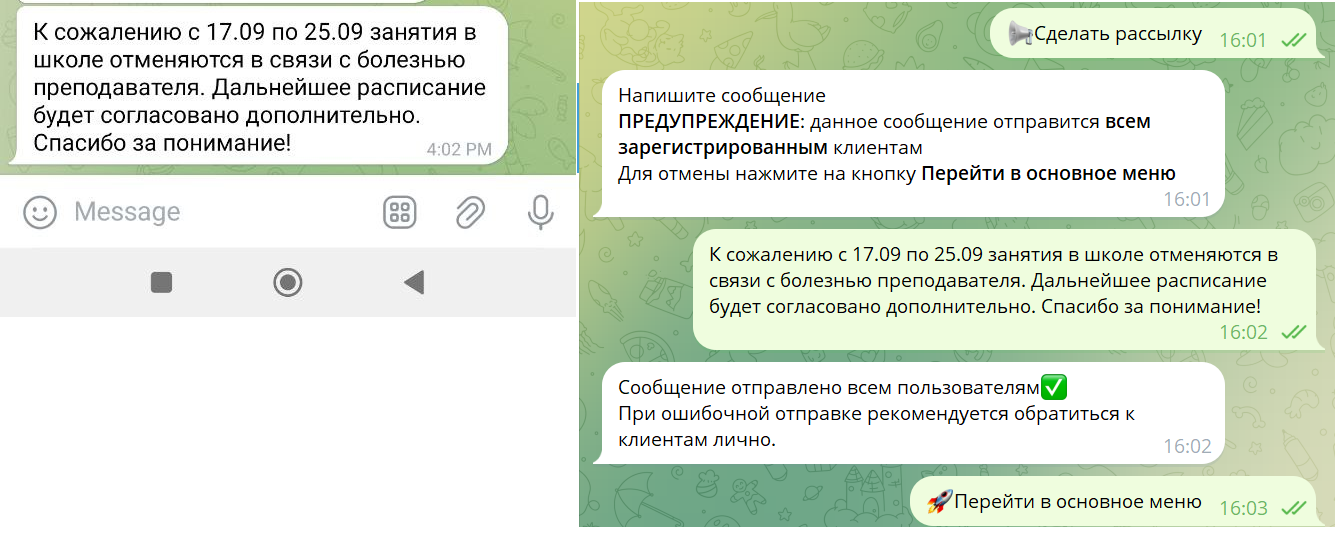 К сожалению с 17.09 по 25.09 занятия в
школе отменяются в связи с болезнью
преподавателя. Дальнейшее расписание
будет согласовано дополнительно.
Спасибо за понимание!
4:02 PM
Message
📢Сделать рассылку 16:01
Напишите сообщение
ПРЕДУПРЕЖДЕНИЕ: данное сообщение отправится всем
зарегистрированным клиентам
Для отмены нажмите на кнопку Перейти в основное меню
16:01
К сожалению с 17.09 по 25.09 занятия в школе отменяются в
связи с болезнью преподавателя. Дальнейшее расписание
будет согласовано дополнительно. Спасибо за понимание!
16:02
Сообщение отправлено всем пользователям✅
При ошибочной отправке рекомендуется обратиться к
клиентам лично.
16:02
🚀Перейти в основное меню 16:03